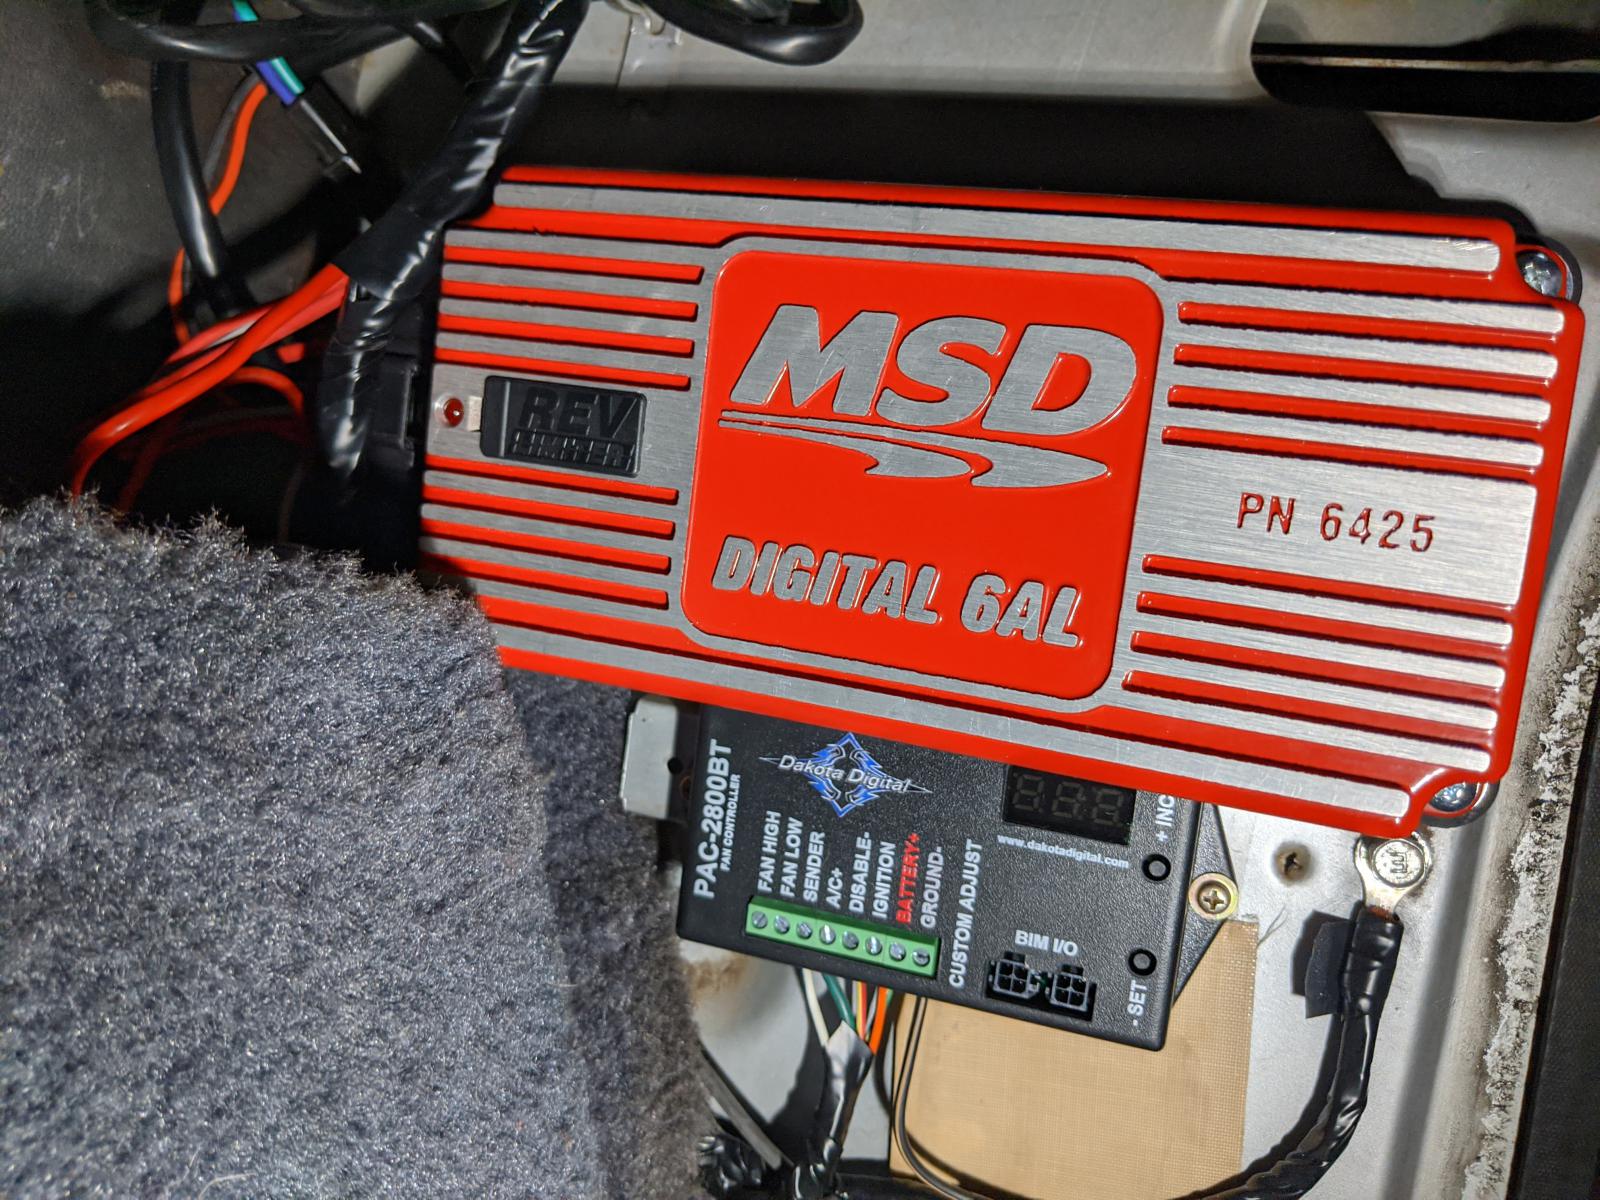 REV
LIMITER
MSD
DIGITAL 6AL
PN 6425
PAC-2800BT
FAN CONTROLLER
Dakota Digital
FAN HIGH
FAN LOW
SENDER
A/C+
DISABLE-
IGNITION
BATTERY+
GROUND-
CUSTOM ADJUST
www.dakotadigital.com
+ INC
BIM I/O
- SET